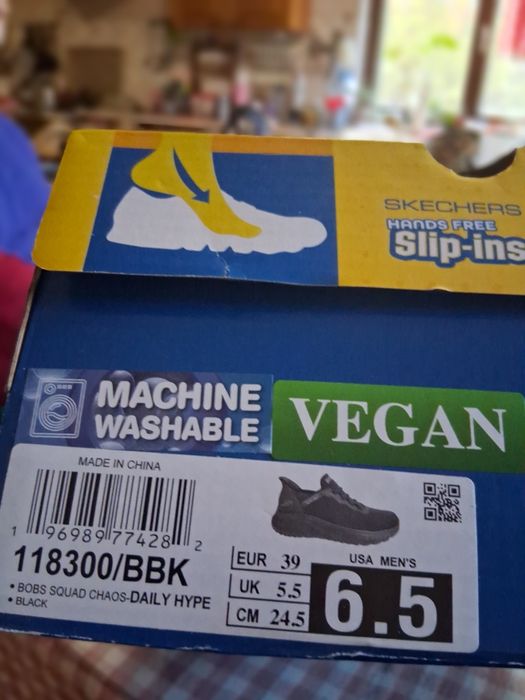 SKECHERS
HANDS FREE
Slip-ins
MACHINE
WASHABLE
VEGAN
MADE IN CHINA
1 96989 77428 2
118300/BBK
• BOBS SQUAD CHAOS-DAILY HYPE
• BLACK
EUR 39
UK 5.5
CM 24.5
USA MEN'S
6.5